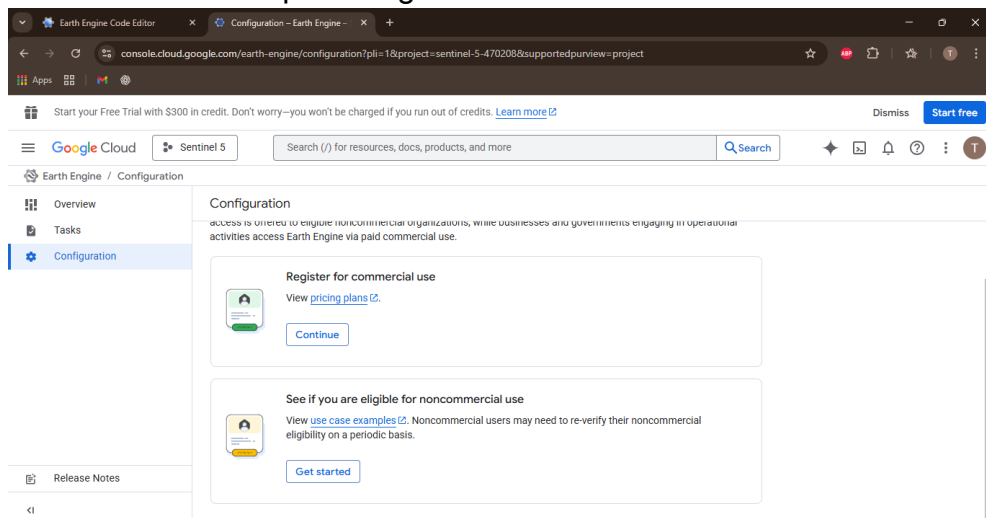 Earth Engine Code Editor
Configuration – Earth Engine –
console.cloud.google.com/earth-engine/configuration?pli=1&project=sentinel-5-470208&supportedpurview=project
ABP
T
Apps
Start your Free Trial with $300 in credit. Don't worry—you won't be charged if you run out of credits. Learn more
Dismiss
Start free
Google Cloud
Sentinel 5
Search (/) for resources, docs, products, and more
Search
T
Earth Engine / Configuration
Overview
Tasks
Configuration
Release Notes
Configuration
access is offered to eligible noncommercial organizations, while businesses and governments engaging in operational
activities access Earth Engine via paid commercial use.
Register for commercial use
View pricing plans.
Continue
See if you are eligible for noncommercial use
View use case examples. Noncommercial users may need to re-verify their noncommercial
eligibility on a periodic basis.
Get started